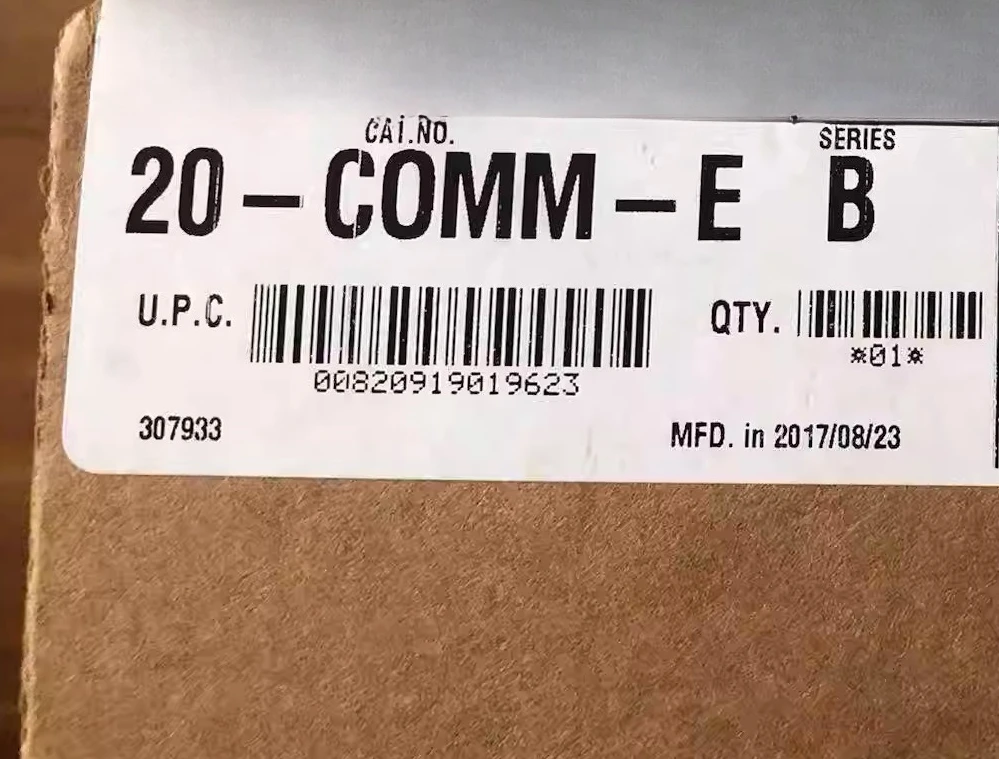 CAT.NO. SERIES
20-COMM-E B
U.P.C. QTY.
*01*
00820919019623
307933 MFD. in 2017/08/23